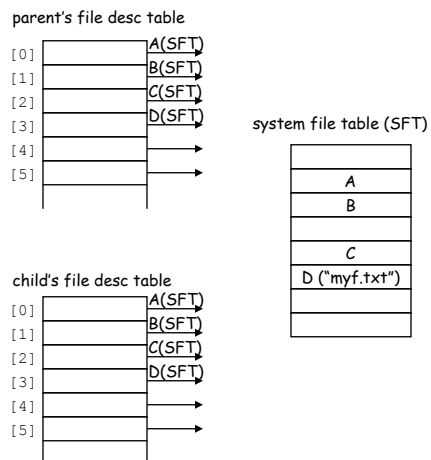 parent's file desc table
[0] A(SFT)
[1] B(SFT)
[2] C(SFT)
[3] D(SFT)
[4]
[5]
system file table (SFT)
A
B
C
D ("myf.txt")
child's file desc table
[0] A(SFT)
[1] B(SFT)
[2] C(SFT)
[3] D(SFT)
[4]
[5]